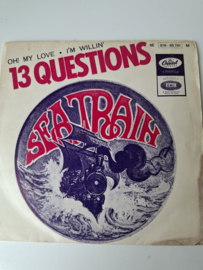 OH! MY LOVE • I'M WILLIN'
13 QUESTIONS
Capitol
SEATRAIN